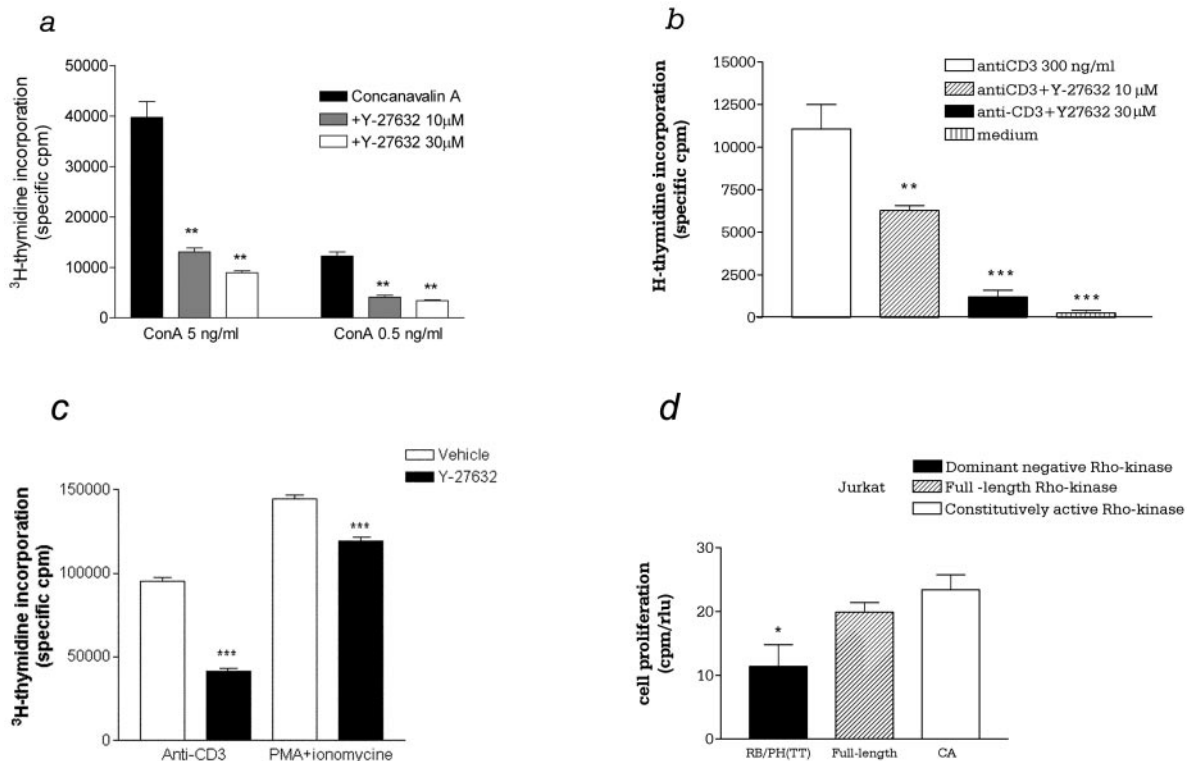 a
50000
40000
30000
20000
10000
0
³H-thymidine incorporation
(specific cpm)
Concanavalin A
+Y-27632 10µM
+Y-27632 30µM
**
**
**
**
ConA 5 ng/ml
ConA 0.5 ng/ml
b
15000
12500
10000
7500
5000
2500
0
H-thymidine incorporation
(specific cpm)
antiCD3 300 ng/ml
antiCD3+Y-27632 10 µM
anti-CD3+Y27632 30µM
medium
**
***
***
c
150000
100000
50000
0
³H-thymidine incorporation
(specific cpm)
Vehicle
Y-27632
***
***
Anti-CD3
PMA+ionomycine
d
Jurkat
Dominant negative Rho-kinase
Full -length Rho-kinase
Constitutively active Rho-kinase
30
20
10
0
cell proliferation
(cpm/rlu)
*
RB/PH(TT)
Full-length
CA